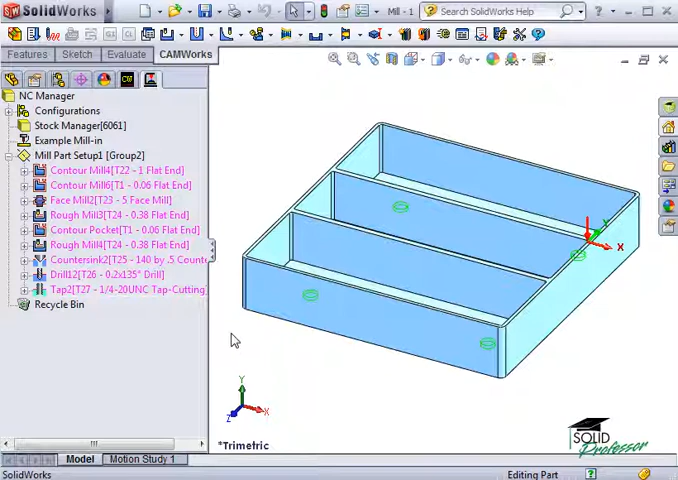 SolidWorks
Mill - 1
Search SolidWorks Help
Features
Sketch
Evaluate
CAMWorks
NC Manager
Configurations
Stock Manager[6061]
Example Mill-in
Mill Part Setup1 [Group2]
Contour Mill4[T22 - 1 Flat End]
Contour Mill6[T1 - 0.06 Flat End]
Face Mill2[T23 - 5 Face Mill]
Rough Mill3[T24 - 0.38 Flat End]
Contour Pocket[T1 - 0.06 Flat End]
Rough Mill4[T24 - 0.38 Flat End]
Countersink2[T25 - 140 by .5 Counte
Drill12[T26 - 0.2x135° Drill]
Tap2[T27 - 1/4-20UNC Tap-Cutting]
Recycle Bin
Y
X
Y
Z
X
*Trimetric
SOLID
Professor
Model
Motion Study 1
SolidWorks
Editing Part